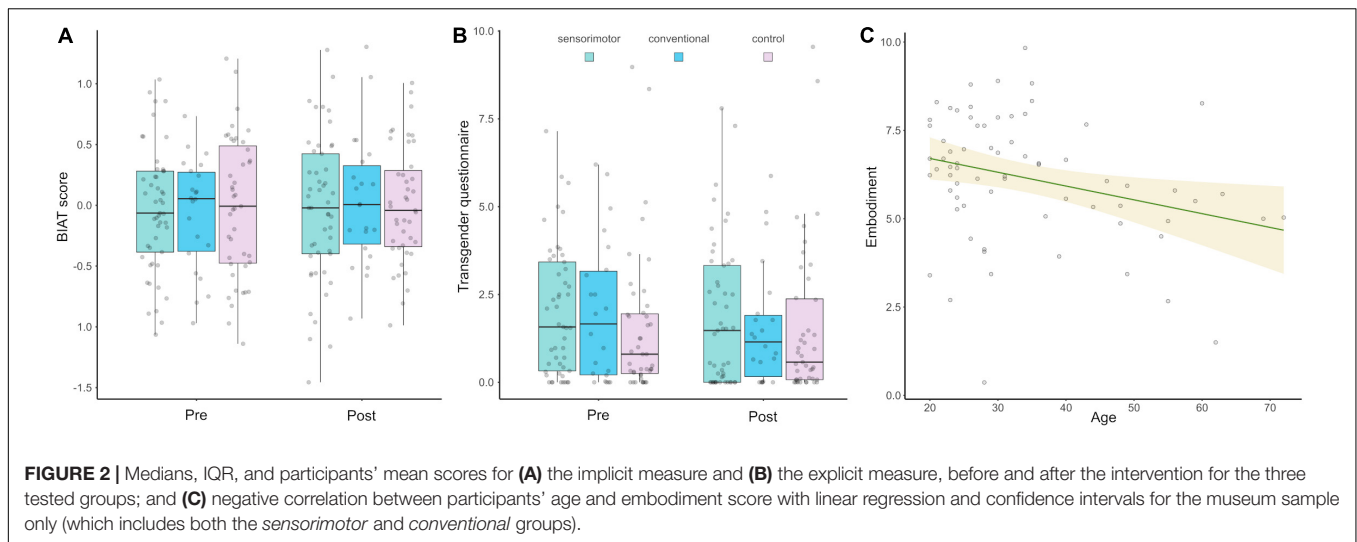 A
BIAT score
1.0
0.5
0.0
-0.5
1.0
-1.5
Pre
Post
B
sensorimotor
conventional
control
Transgender questionnaire
10.0
7.5
5.0
2.5
0.0
Pre
Post
C
Embodiment
10.0
7.5
5.0
2.5
0.0
20 30 40 50 60 70
Age
FIGURE 2 | Medians, IQR, and participants' mean scores for (A) the implicit measure and (B) the explicit measure, before and after the intervention for the three
tested groups; and (C) negative correlation between participants' age and embodiment score with linear regression and confidence intervals for the museum sample
only (which includes both the sensorimotor and conventional groups).